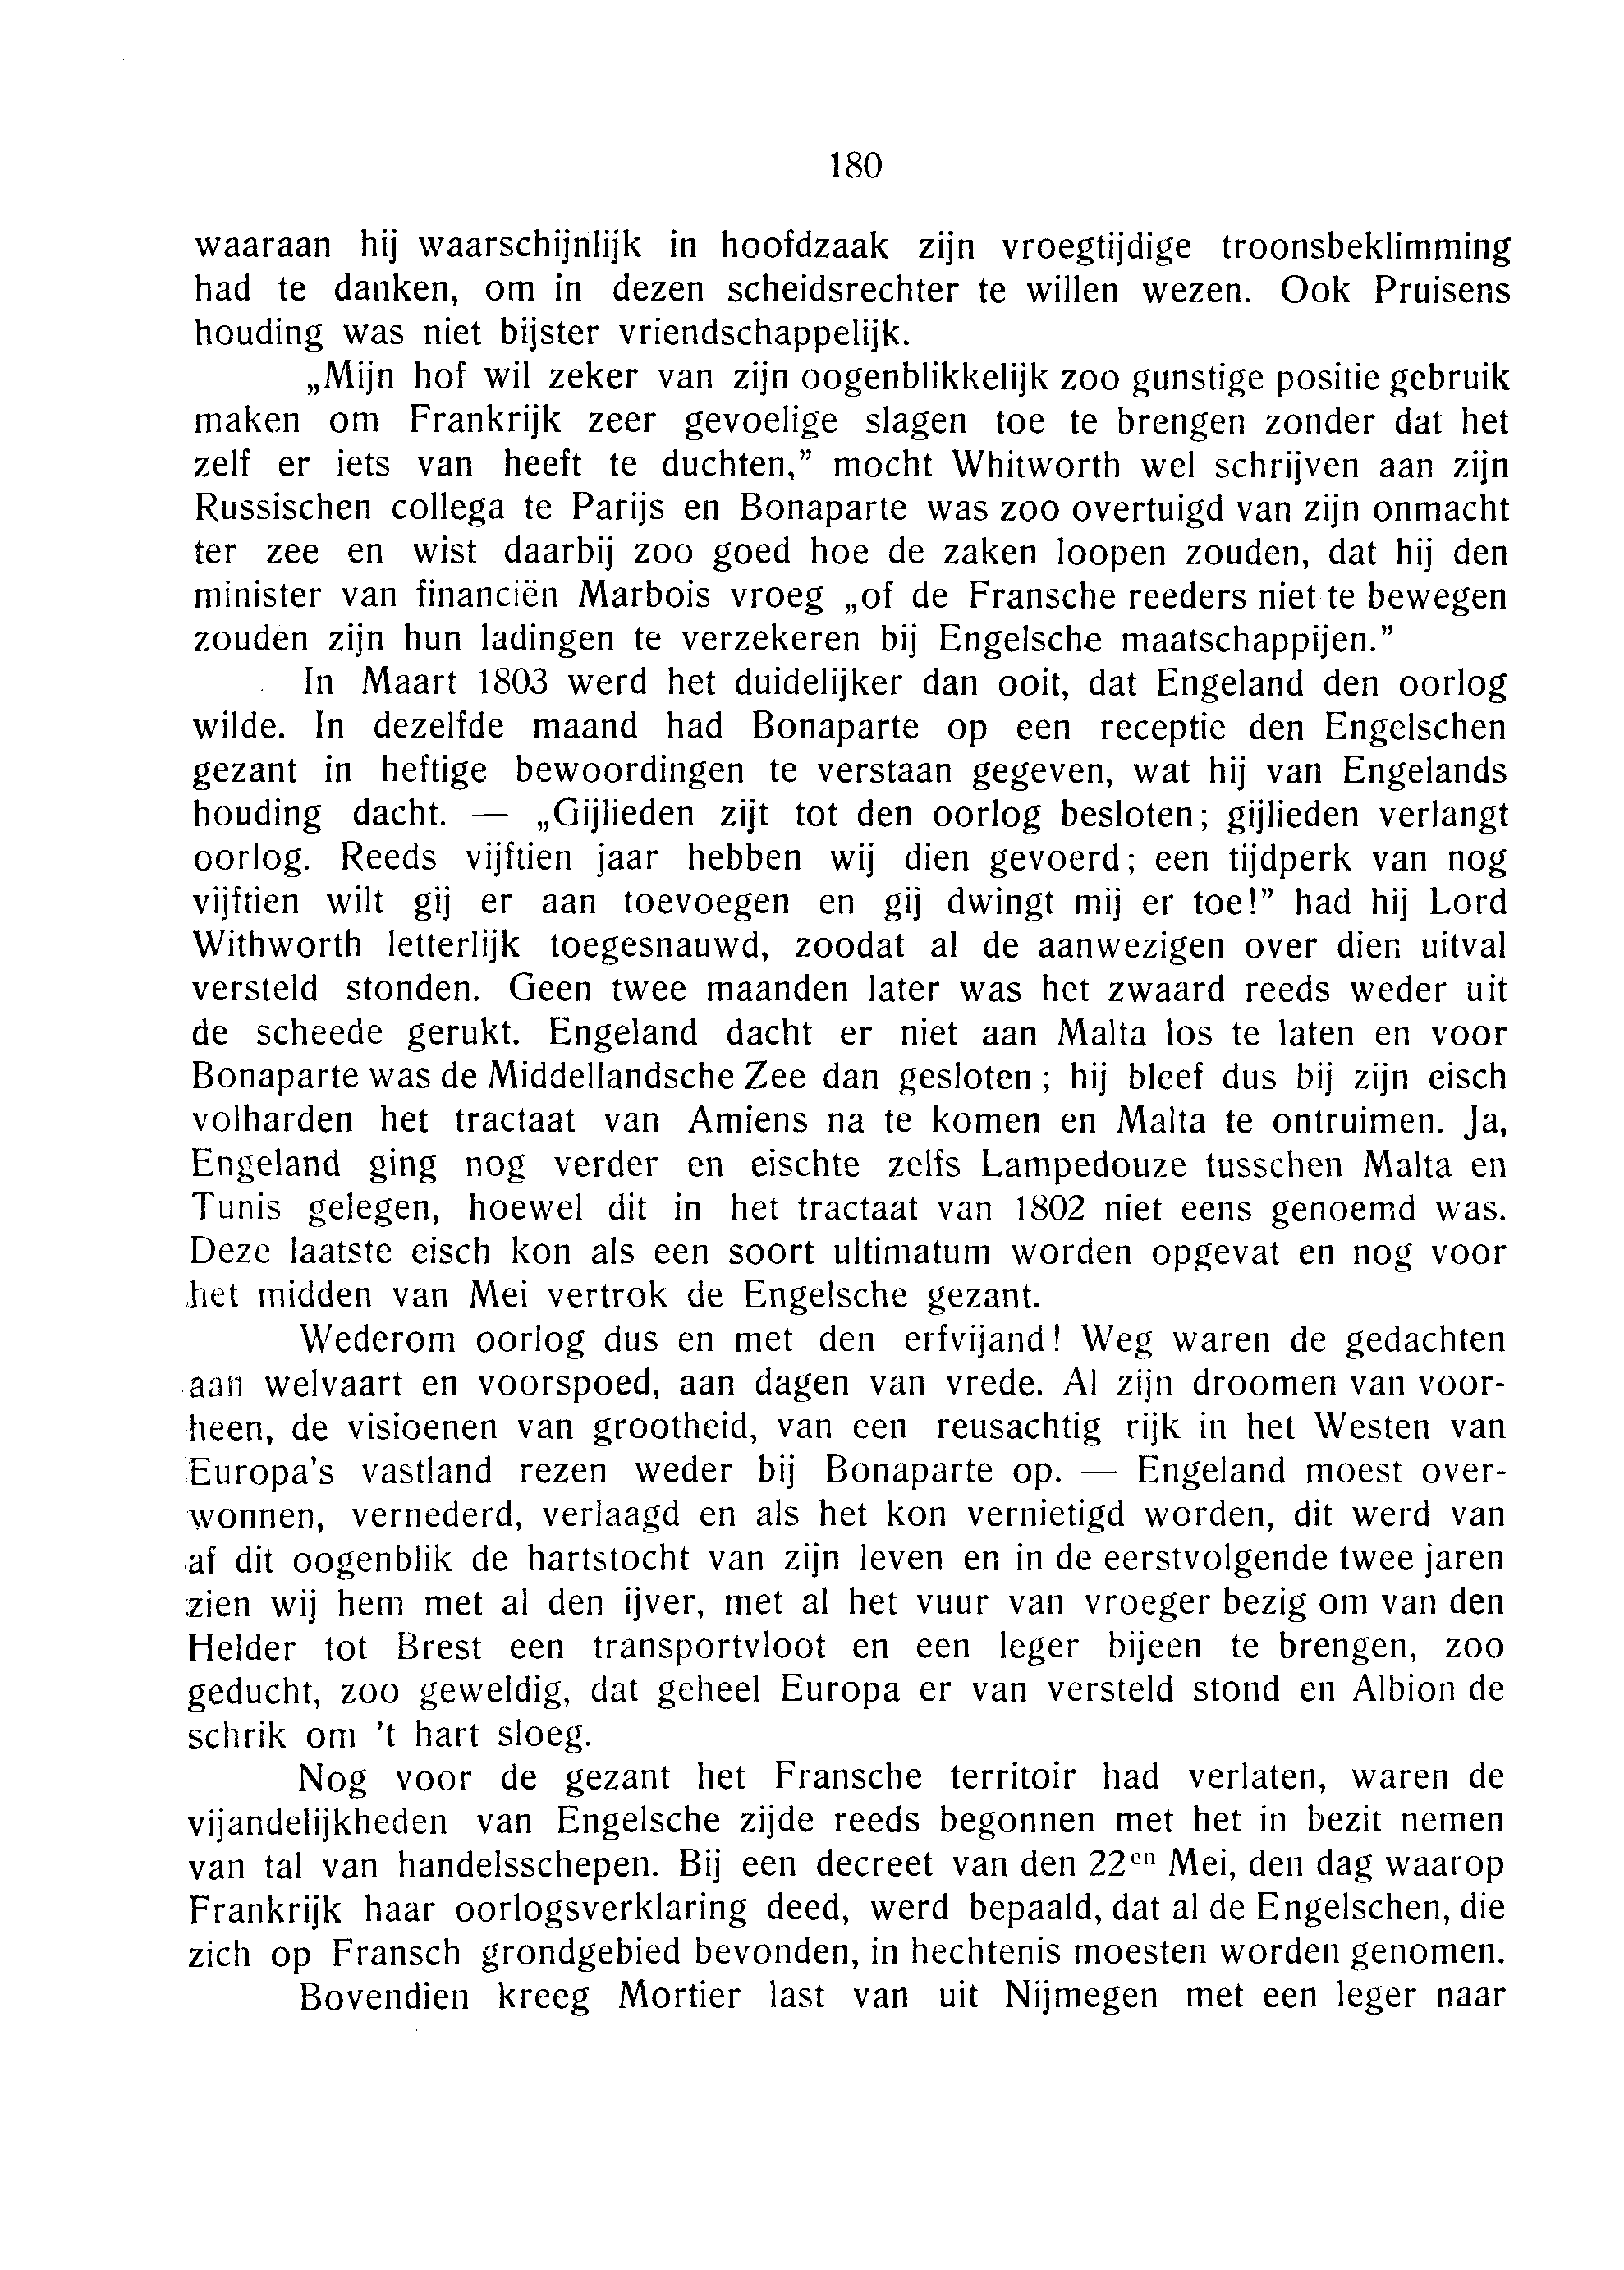 180
waaraan hij waarschijnlijk in hoofdzaak zijn vroegtijdige troonsbeklimming
had te danken, om in dezen scheidsrechter te willen wezen. Ook Pruisens
houding was niet bijster vriendschappelijk.
„Mijn hof wil zeker van zijn oogenblikkelijk zoo gunstige positie gebruik
maken om Frankrijk zeer gevoelige slagen toe te brengen zonder dat het
zelf er iets van heeft te duchten,” mocht Whitworth wel schrijven aan zijn
Russischen collega te Parijs en Bonaparte was zoo overtuigd van zijn onmacht
ter zee en wist daarbij zoo goed hoe de zaken loopen zouden, dat hij den
minister van financiën Marbois vroeg „of de Fransche reeders niet te bewegen
zouden zijn hun ladingen te verzekeren bij Engelsche maatschappijen.”
In Maart 1803 werd het duidelijker dan ooit, dat Engeland den oorlog
wilde. In dezelfde maand had Bonaparte op een receptie den Engelschen
gezant in heftige bewoordingen te verstaan gegeven, wat hij van Engelands
houding dacht. — „Gijlieden zijt tot den oorlog besloten; gijlieden verlangt
oorlog. Reeds vijftien jaar hebben wij dien gevoerd; een tijdperk van nog
vijftien wilt gij er aan toevoegen en gij dwingt mij er toe!” had hij Lord
Withworth letterlijk toegesnauwd, zoodat al de aanwezigen over dien uitval
versteld stonden. Geen twee maanden later was het zwaard reeds weder uit
de scheede gerukt. Engeland dacht er niet aan Malta los te laten en voor
Bonaparte was de Middellandsche Zee dan gesloten; hij bleef dus bij zijn eisch
volharden het tractaat van Amiens na te komen en Malta te ontruimen. Ja,
Engeland ging nog verder en eischte zelfs Lampedouze tusschen Malta en
Tunis gelegen, hoewel dit in het tractaat van 1802 niet eens genoemd was.
Deze laatste eisch kon als een soort ultimatum worden opgevat en nog voor
het midden van Mei vertrok de Engelsche gezant.
Wederom oorlog dus en met den erfvijand! Weg waren de gedachten
aan welvaart en voorspoed, aan dagen van vrede. Al zijn droomen van voor-
heen, de visioenen van grootheid, van een reusachtig rijk in het Westen van
Europa's vastland rezen weder bij Bonaparte op. — Engeland moest over-
wonnen, vernederd, verlaagd en als het kon vernietigd worden, dit werd van
af dit oogenblik de hartstocht van zijn leven en in de eerstvolgende twee jaren
zien wij hem met al den ijver, met al het vuur van vroeger bezig om van den
Helder tot Brest een transportvloot en een leger bijeen te brengen, zoo
geducht, zoo geweldig, dat geheel Europa er van versteld stond en Albion de
schrik om 't hart sloeg.
Nog voor de gezant het Fransche territoir had verlaten, waren de
vijandelijkheden van Engelsche zijde reeds begonnen met het in bezit nemen
van tal van handelsschepen. Bij een decreet van den 22en Mei, den dag waarop
Frankrijk haar oorlogsverklaring deed, werd bepaald, dat al de Engelschen, die
zich op Fransch grondgebied bevonden, in hechtenis moesten worden genomen.
Bovendien kreeg Mortier last van uit Nijmegen met een leger naar